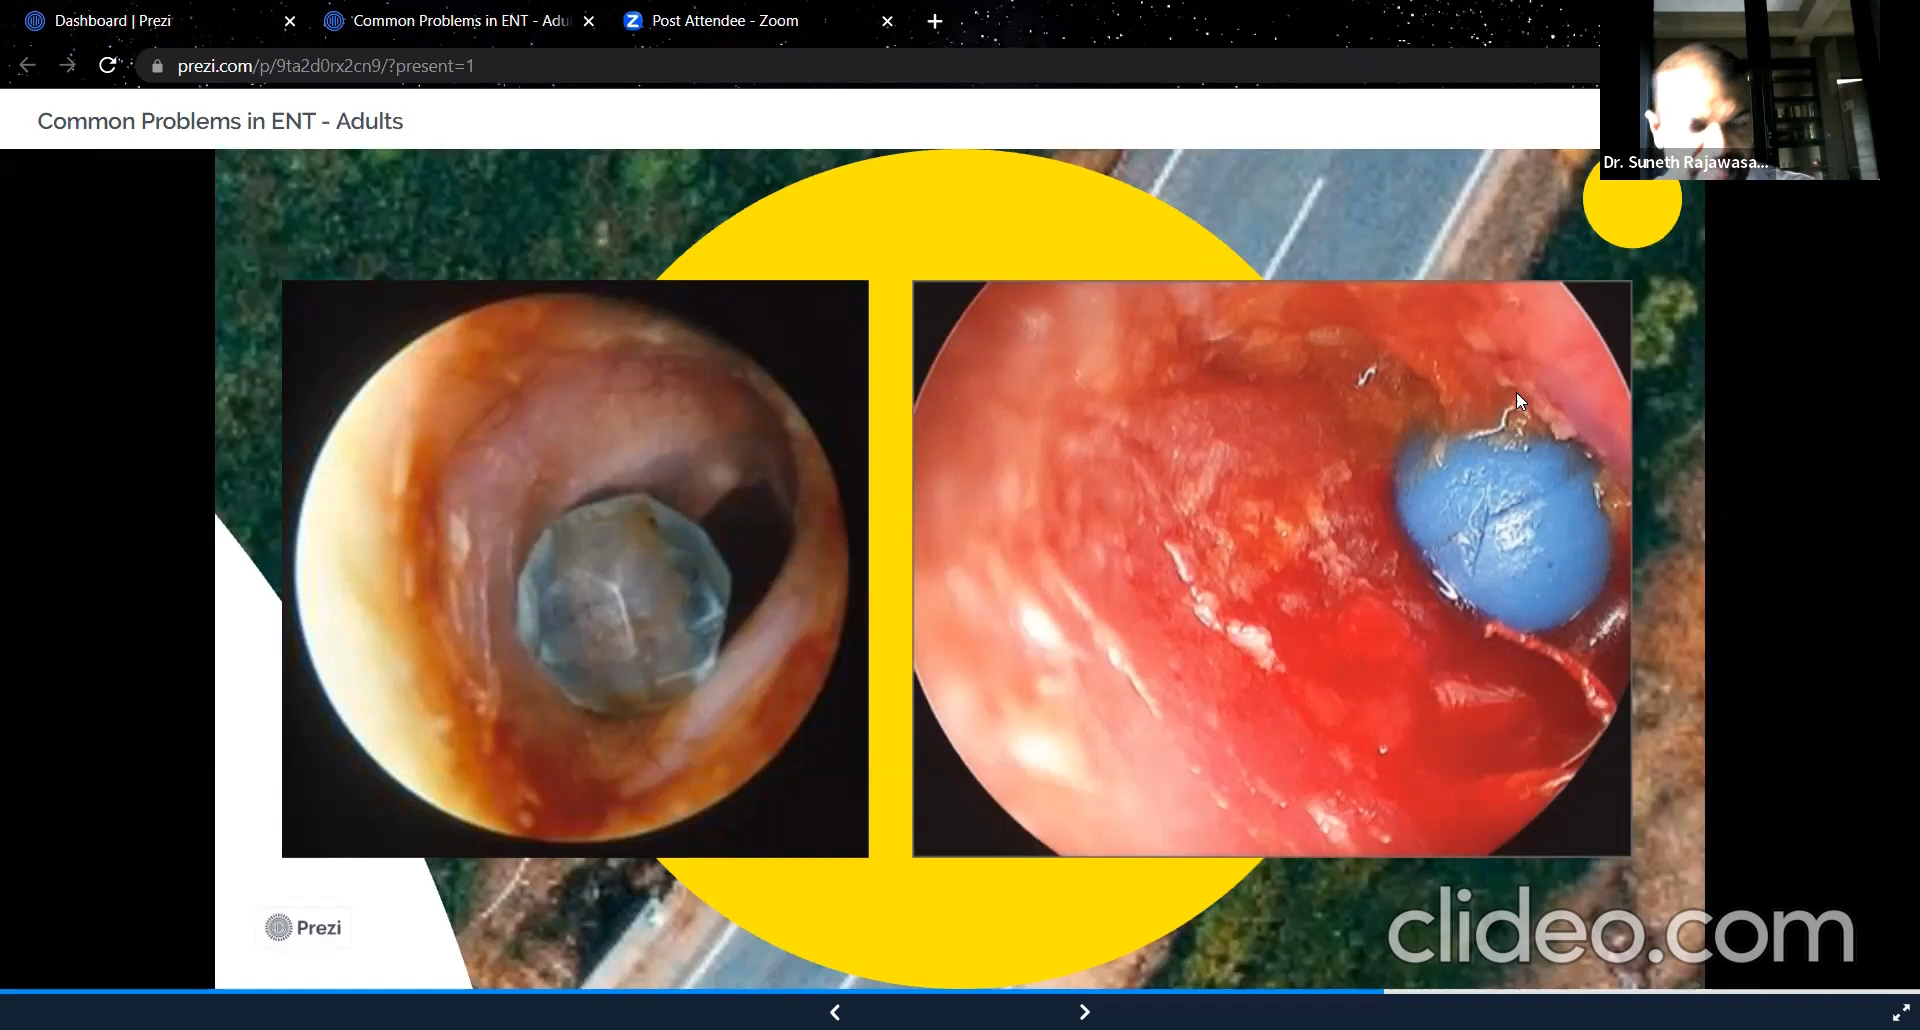 Dashboard | Prezi
Common Problems in ENT - Adu
Post Attendee - Zoom
prezi.com/p/9ta2d0rx2cn9/?present=1
Common Problems in ENT - Adults
Dr. Suneth Rajawasa...
Prezi
clideo.com